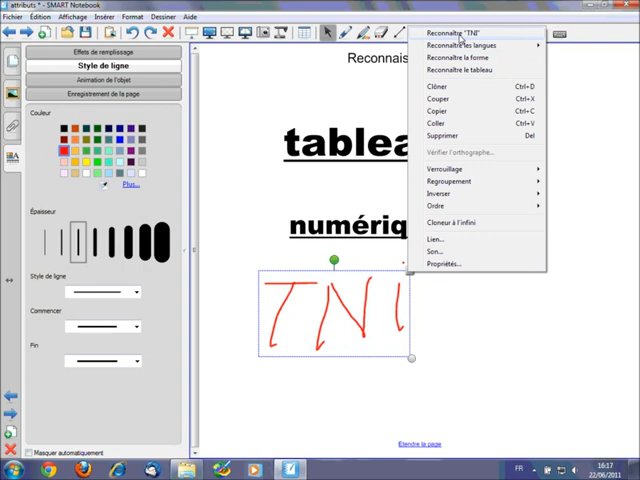 attributs * - SMART Notebook
Fichier Édition Affichage Insérer Format Dessiner Aide
Effets de remplissage
Style de ligne
Animation de l'objet
Enregistrement de la page
Couleur
Plus...
Épaisseur
Style de ligne
Commencer
Fin
Masquer automatiquement
Reconnais
tablea
numériq
TNI
Etendre la page
Reconnaître "TNI"
Reconnaître les langues
Reconnaître la forme
Reconnaître le tableau
Clôner Ctrl+D
Couper Ctrl+X
Copier Ctrl+C
Coller Ctrl+V
Supprimer Del
Vérifier l'orthographe...
Verrouillage
Regroupement
Inverser
Ordre
Cloneur à l'infini
Lien...
Son...
Propriétés...
FR
16:17
22/06/2011